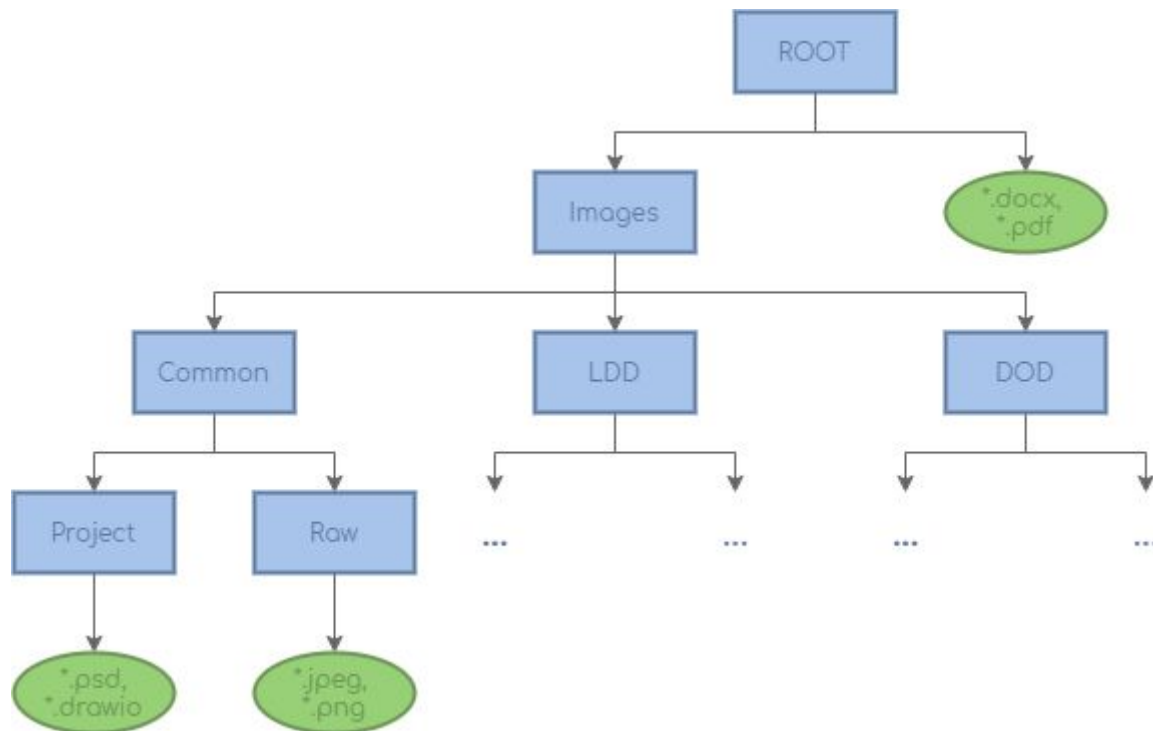 ROOT
Images
*.docx,
*.pdf
Common
LDD
DOD
Project
Raw
...
...
...
...
*.psd,
*.drawio
*.jpeg,
*.png